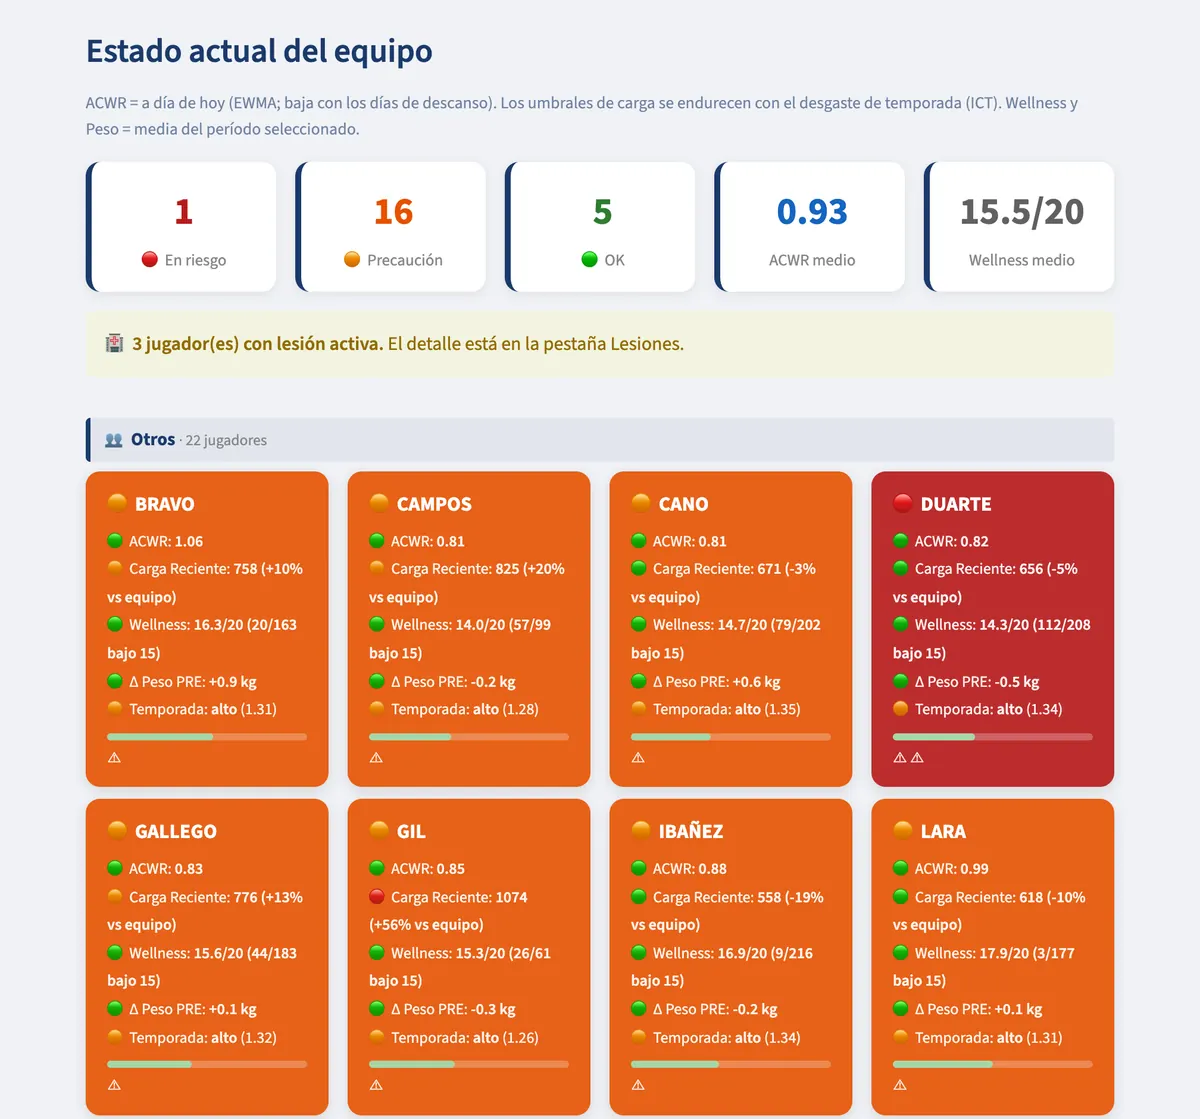 Estado actual del equipo
ACWR = a día de hoy (EWMA; baja con los días de descanso). Los umbrales de carga se endurecen con el desgaste de temporada (ICT). Wellness y
Peso = media del período seleccionado.
1
En riesgo
16
Precaución
5
OK
0.93
ACWR medio
15.5/20
Wellness medio
3 jugador(es) con lesión activa. El detalle está en la pestaña Lesiones.
Otros · 22 jugadores
BRAVO
ACWR: 1.06
Carga Reciente: 758 (+10%
vs equipo)
Wellness: 16.3/20 (20/163
bajo 15)
Δ Peso PRE: +0.9 kg
Temporada: alto (1.31)
⚠
CAMPOS
ACWR: 0.81
Carga Reciente: 825 (+20%
vs equipo)
Wellness: 14.0/20 (57/99
bajo 15)
Δ Peso PRE: -0.2 kg
Temporada: alto (1.28)
⚠
CANO
ACWR: 0.81
Carga Reciente: 671 (-3%
vs equipo)
Wellness: 14.7/20 (79/202
bajo 15)
Δ Peso PRE: +0.6 kg
Temporada: alto (1.35)
⚠
DUARTE
ACWR: 0.82
Carga Reciente: 656 (-5%
vs equipo)
Wellness: 14.3/20 (112/208
bajo 15)
Δ Peso PRE: -0.5 kg
Temporada: alto (1.34)
⚠ ⚠
GALLEGO
ACWR: 0.83
Carga Reciente: 776 (+13%
vs equipo)
Wellness: 15.6/20 (44/183
bajo 15)
Δ Peso PRE: +0.1 kg
Temporada: alto (1.32)
⚠
GIL
ACWR: 0.85
Carga Reciente: 1074
(+56% vs equipo)
Wellness: 15.3/20 (26/61
bajo 15)
Δ Peso PRE: -0.3 kg
Temporada: alto (1.26)
⚠
IBAÑEZ
ACWR: 0.88
Carga Reciente: 558 (-19%
vs equipo)
Wellness: 16.9/20 (9/216
bajo 15)
Δ Peso PRE: -0.2 kg
Temporada: alto (1.34)
⚠
LARA
ACWR: 0.99
Carga Reciente: 618 (-10%
vs equipo)
Wellness: 17.9/20 (3/177
bajo 15)
Δ Peso PRE: +0.1 kg
Temporada: alto (1.31)
⚠